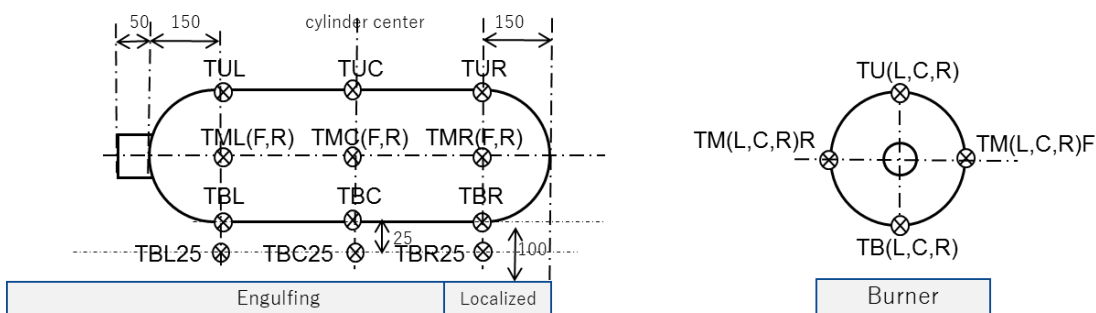 50 150 cylinder center 150
TUL TUC TUR
TML(F,R) TMC(F,R) TMR(F,R)
TBL TBC TBR
25
TBL25 TBC25 TBR25 100
Engulfing Localized
TU(L,C,R)
TM(L,C,R)R TM(L,C,R)F
TB(L,C,R)
Burner